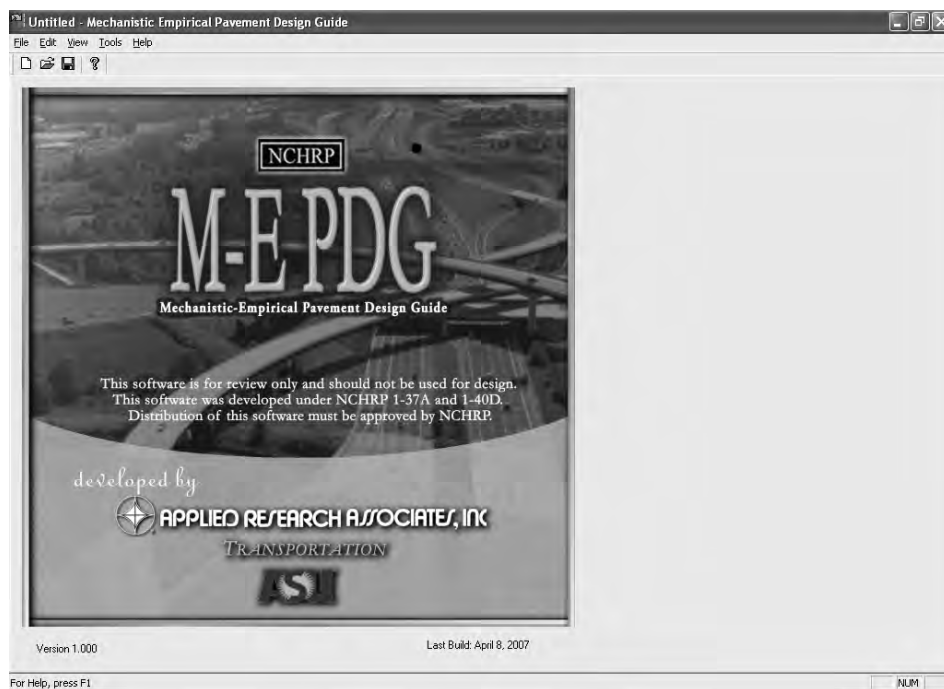 Untitled - Mechanistic Empirical Pavement Design Guide
File Edit View Tools Help
NCHRP
M-E PDG
Mechanistic-Empirical Pavement Design Guide
This software is for review only and should not be used for design.
This software was developed under NCHRP 1-37A and 1-40D.
Distribution of this software must be approved by NCHRP.
developed by
APPLIED RESEARCH ASSOCIATES, INC
TRANSPORTATION
ASU
Version 1.000
Last Build: April 8, 2007
For Help, press F1
NUM